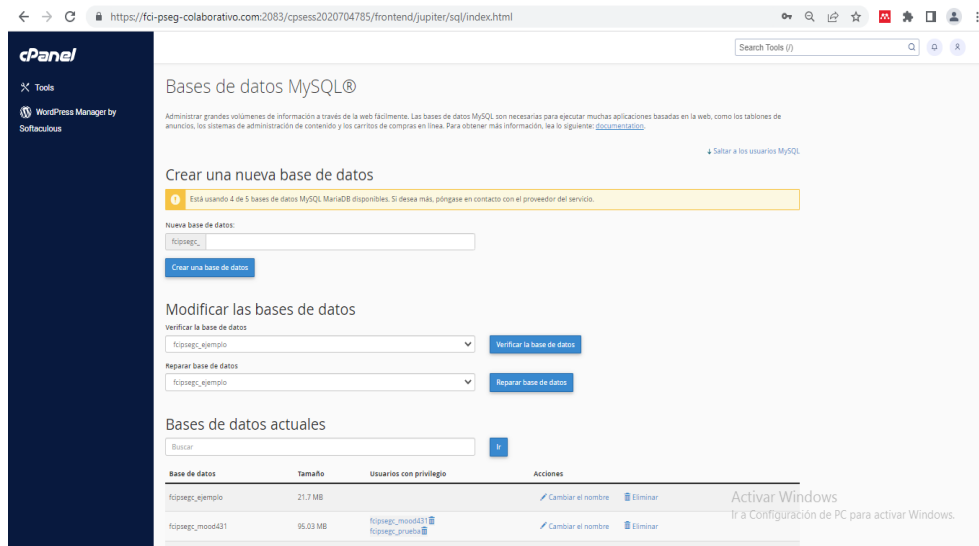 https://fci-pseg-colaborativo.com:2083/cpsess2020704785/frontend/jupiter/sql/index.html
cPanel
Search Tools (/)
Tools
WordPress Manager by
Softaculous
Bases de datos MySQL®
Administrar grandes volúmenes de información a través de la web fácilmente. Las bases de datos MySQL son necesarias para ejecutar muchas aplicaciones basadas en la web, como los tablones de
anuncios, los sistemas de administración de contenido y los carritos de compras en línea. Para obtener más información, lea lo siguiente: documentation.
Saltar a los usuarios MySQL
Crear una nueva base de datos
Está usando 4 de 5 bases de datos MySQL MariaDB disponibles. Si desea más, póngase en contacto con el proveedor del servicio.
Nueva base de datos:
fcipsegc_
Crear una base de datos
Modificar las bases de datos
Verificar la base de datos
fcipsegc_ejemplo
Verificar la base de datos
Reparar base de datos
fcipsegc_ejemplo
Reparar base de datos
Bases de datos actuales
Buscar
Ir
Base de datos Tamaño Usuarios con privilegio Acciones
fcipsegc_ejemplo 21.7 MB Cambiar el nombre Eliminar
fcipsegc_mood431 95.03 MB fcipsegc_mood431 Cambiar el nombre Eliminar
fcipsegc_prueba
Activar Windows
Ir a Configuración de PC para activar Windows.